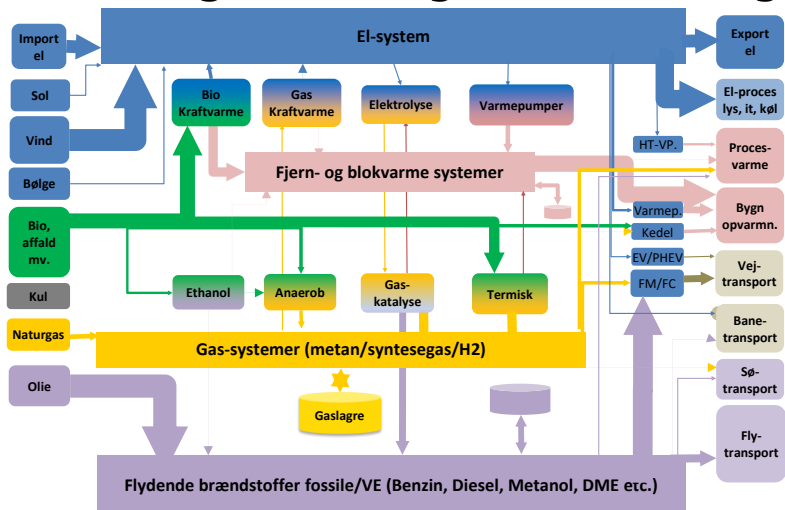 Import
el
El-system
Export
el
Sol
Bio
Kraftvarme
Gas
Kraftvarme
Elektrolyse
Varmepumper
El-proces
lys, it, køl
Vind
HT-VP.
Proces-
varme
Fjern- og blokvarme systemer
Bølge
Bio,
affald
mv.
Varmep.
Kedel
Bygn
opvarmn.
EV/PHEV
FM/FC
Vej-
transport
Kul
Ethanol
Anaerob
Gas-
katalyse
Termisk
Naturgas
Gas-systemer (metan/syntesegas/H2)
Bane-
transport
Olie
Gaslagre
Sø-
transport
Fly-
transport
Flydende brændstoffer fossile/VE (Benzin, Diesel, Metanol, DME etc.)